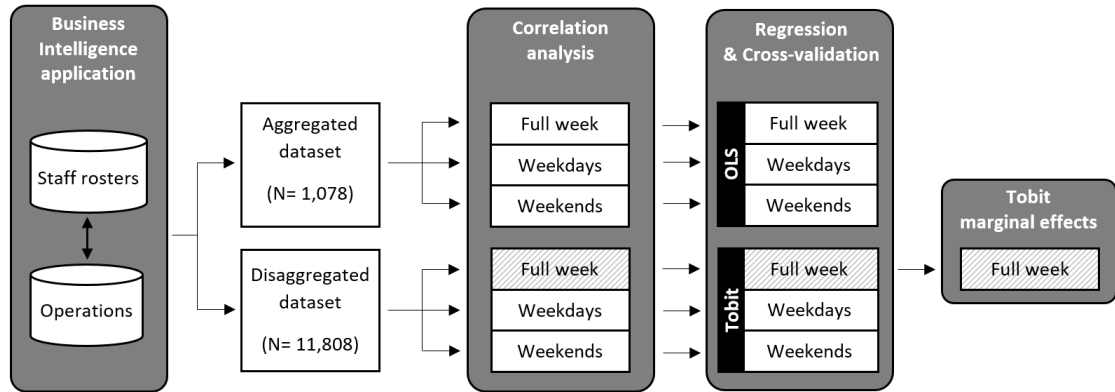 Business
Intelligence
application
Staff rosters
Operations
Aggregated
dataset
(N= 1,078)
Disaggregated
dataset
(N= 11,808)
Correlation
analysis
Full week
Weekdays
Weekends
Full week
Weekdays
Weekends
Regression
& Cross-validation
OLS
Full week
Weekdays
Weekends
Tobit
Full week
Weekdays
Weekends
Tobit
marginal effects
Full week